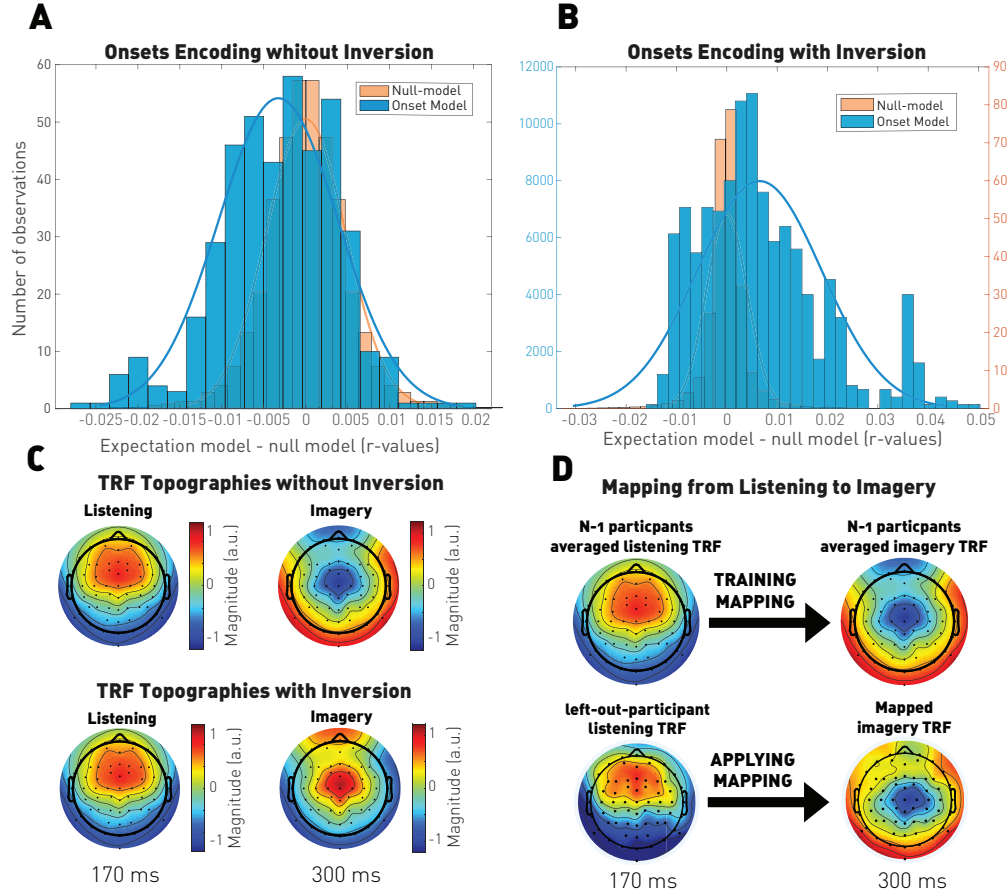 A
Onsets Encoding whitout Inversion
60
50
40
30
20
10
0
Number of observations
Null-model
Onset Model
-0.025
-0.02
-0.015
-0.01
-0.005
0
0.005
0.01
0.015
0.02
Expectation model - null model (r-values)
B
Onsets Encoding with Inversion
12000
10000
8000
6000
4000
2000
0
90
80
70
60
50
40
30
20
10
0
Null-model
Onset Model
-0.03
-0.02
-0.01
0
0.01
0.02
0.03
0.04
0.05
Expectation model - null model (r-values)
C
TRF Topographies without Inversion
Listening
Imagery
1
0
-1
Magnitude (a.u.)
1
0
-1
Magnitude (a.u.)
TRF Topographies with Inversion
Listening
Imagery
1
0
-1
Magnitude (a.u.)
1
0
-1
Magnitude (a.u.)
170 ms
300 ms
D
Mapping from Listening to Imagery
N-1 particpants
averaged listening TRF
TRAINING
MAPPING
N-1 particpants
averaged imagery TRF
left-out-participant
listening TRF
APPLYING
MAPPING
Mapped
imagery TRF
170 ms
300 ms